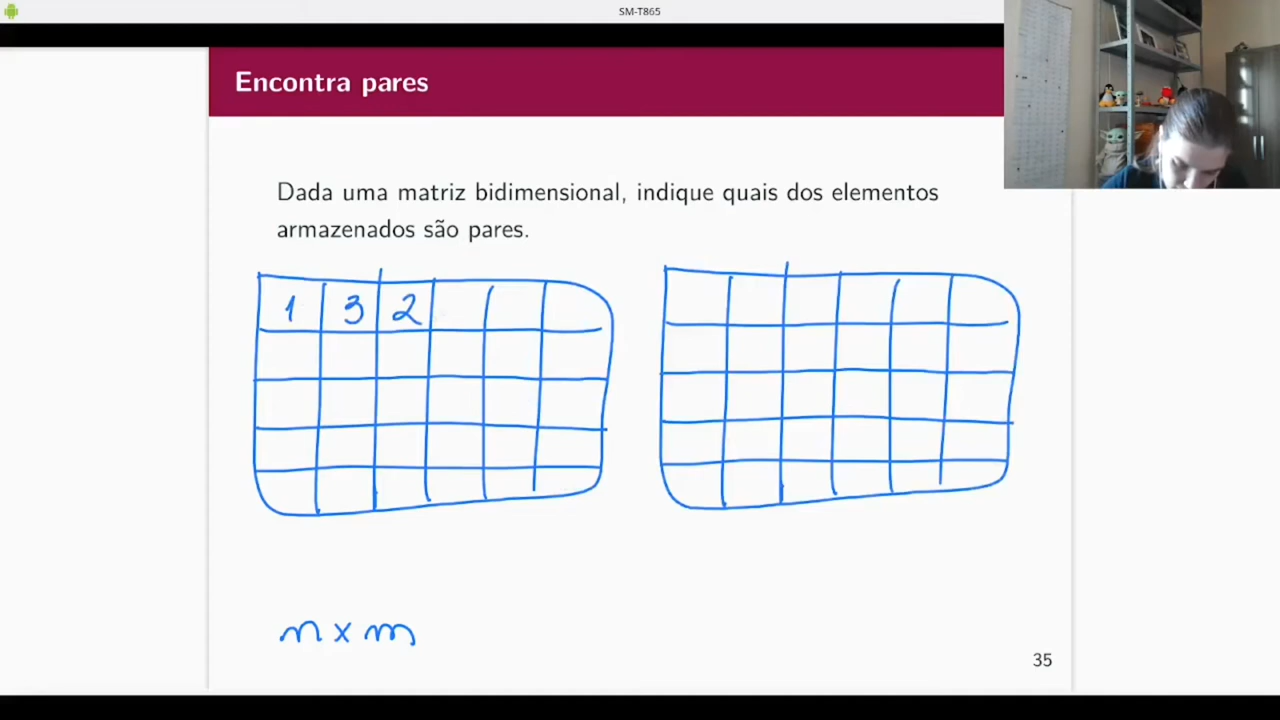 SM-T865
Encontra pares
Dada uma matriz bidimensional, indique quais dos elementos
armazenados são pares.
1 3 2
m x m
35